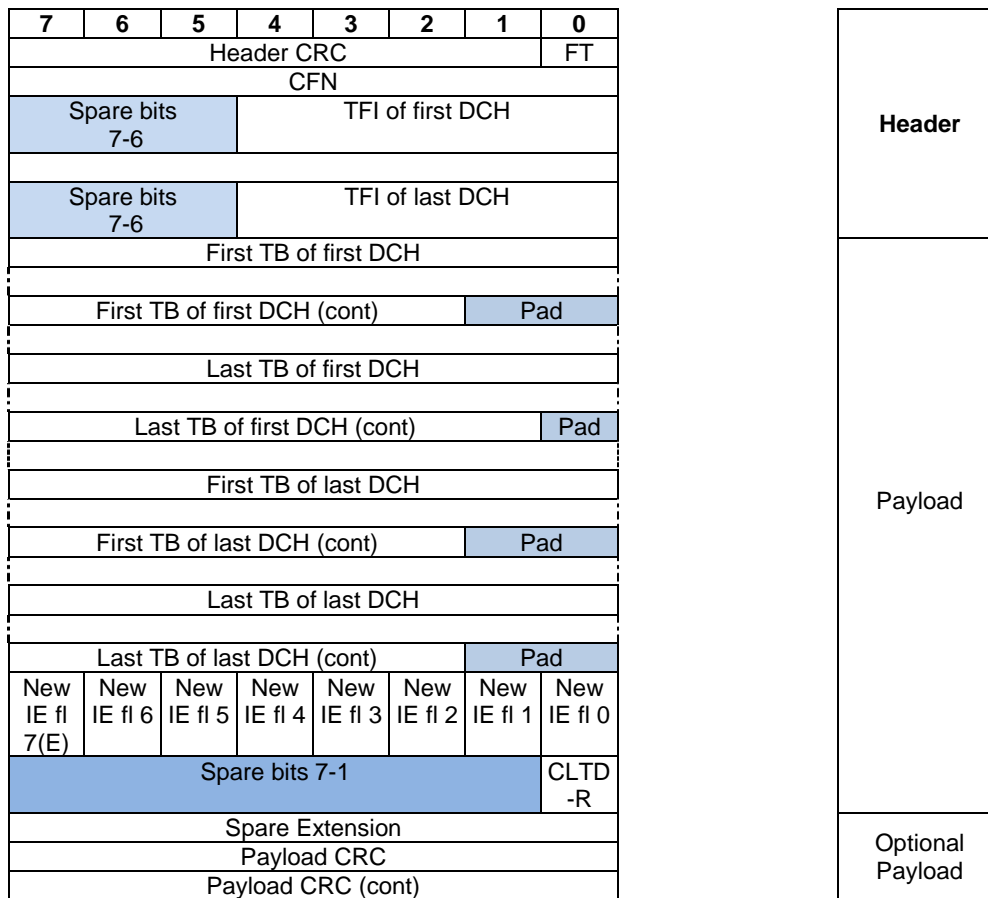 7 6 5 4 3 2 1 0
Header CRC FT
CFN
Spare bits
7-6
TFI of first DCH
Spare bits
7-6
TFI of last DCH
Header
First TB of first DCH
First TB of first DCH (cont) Pad
Last TB of first DCH
Last TB of first DCH (cont) Pad
First TB of last DCH
First TB of last DCH (cont) Pad
Last TB of last DCH
Last TB of last DCH (cont) Pad
New IE fl 7(E) New IE fl 6 New IE fl 5 New IE fl 4 New IE fl 3 New IE fl 2 New IE fl 1 New IE fl 0
Spare bits 7-1 CLTD -R
Payload
Spare Extension
Payload CRC
Payload CRC (cont)
Optional
Payload